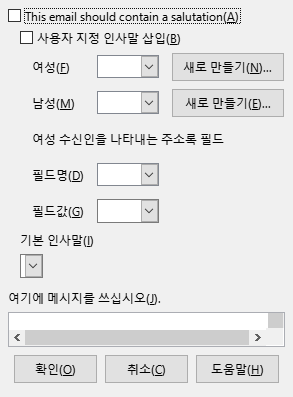 This email should contain a salutation(A)
사용자 지정 인사말 삽입(B)
여성(F) 새로 만들기(N)...
남성(M) 새로 만들기(E)...
여성 수신인을 나타내는 주소록 필드
필드명(D)
필드값(G)
기본 인사말(I)
여기에 메시지를 쓰십시오(J).
확인(O) 취소(C) 도움말(H)